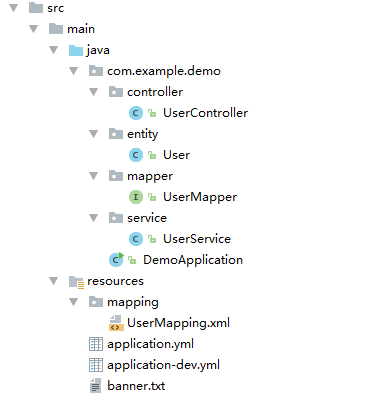 src
main
java
com.example.demo
controller
UserController
entity
User
mapper
UserMapper
service
UserService
DemoApplication
resources
mapping
UserMapping.xml
application.yml
application-dev.yml
banner.txt